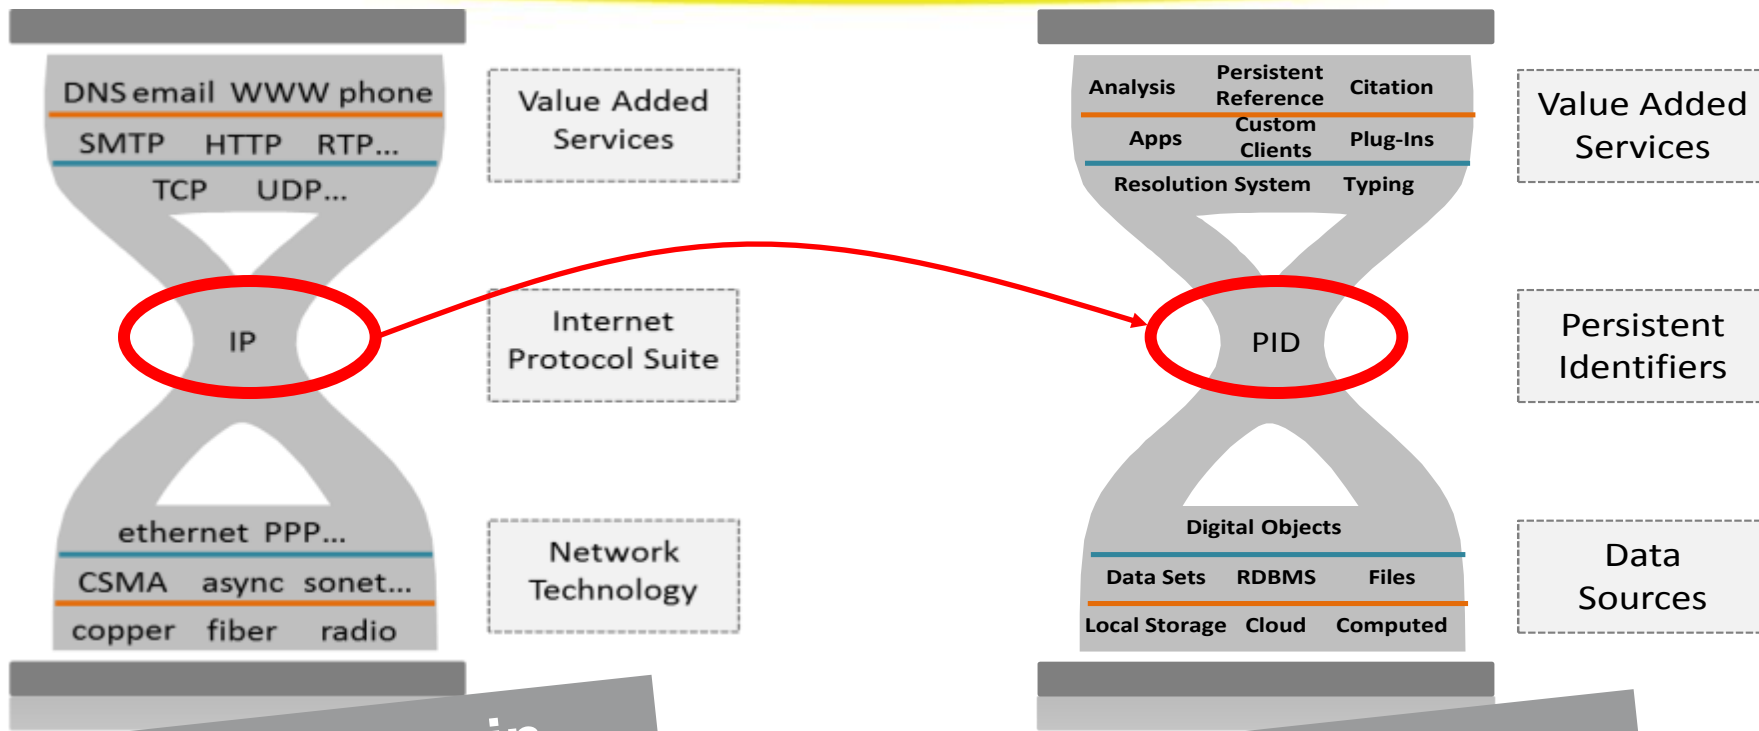 DNS email WWW phone
SMTP HTTP RTP...
TCP UDP...
IP
ethernet PPP...
CSMA async sonet...
copper fiber radio
Value Added
Services
Internet
Protocol Suite
Network
Technology
Analysis Persistent Reference Citation
Apps Custom Clients Plug-Ins
Resolution System Typing
PID
Digital Objects
Data Sets RDBMS Files
Local Storage Cloud Computed
Value Added
Services
Persistent
Identifiers
Data
Sources
in